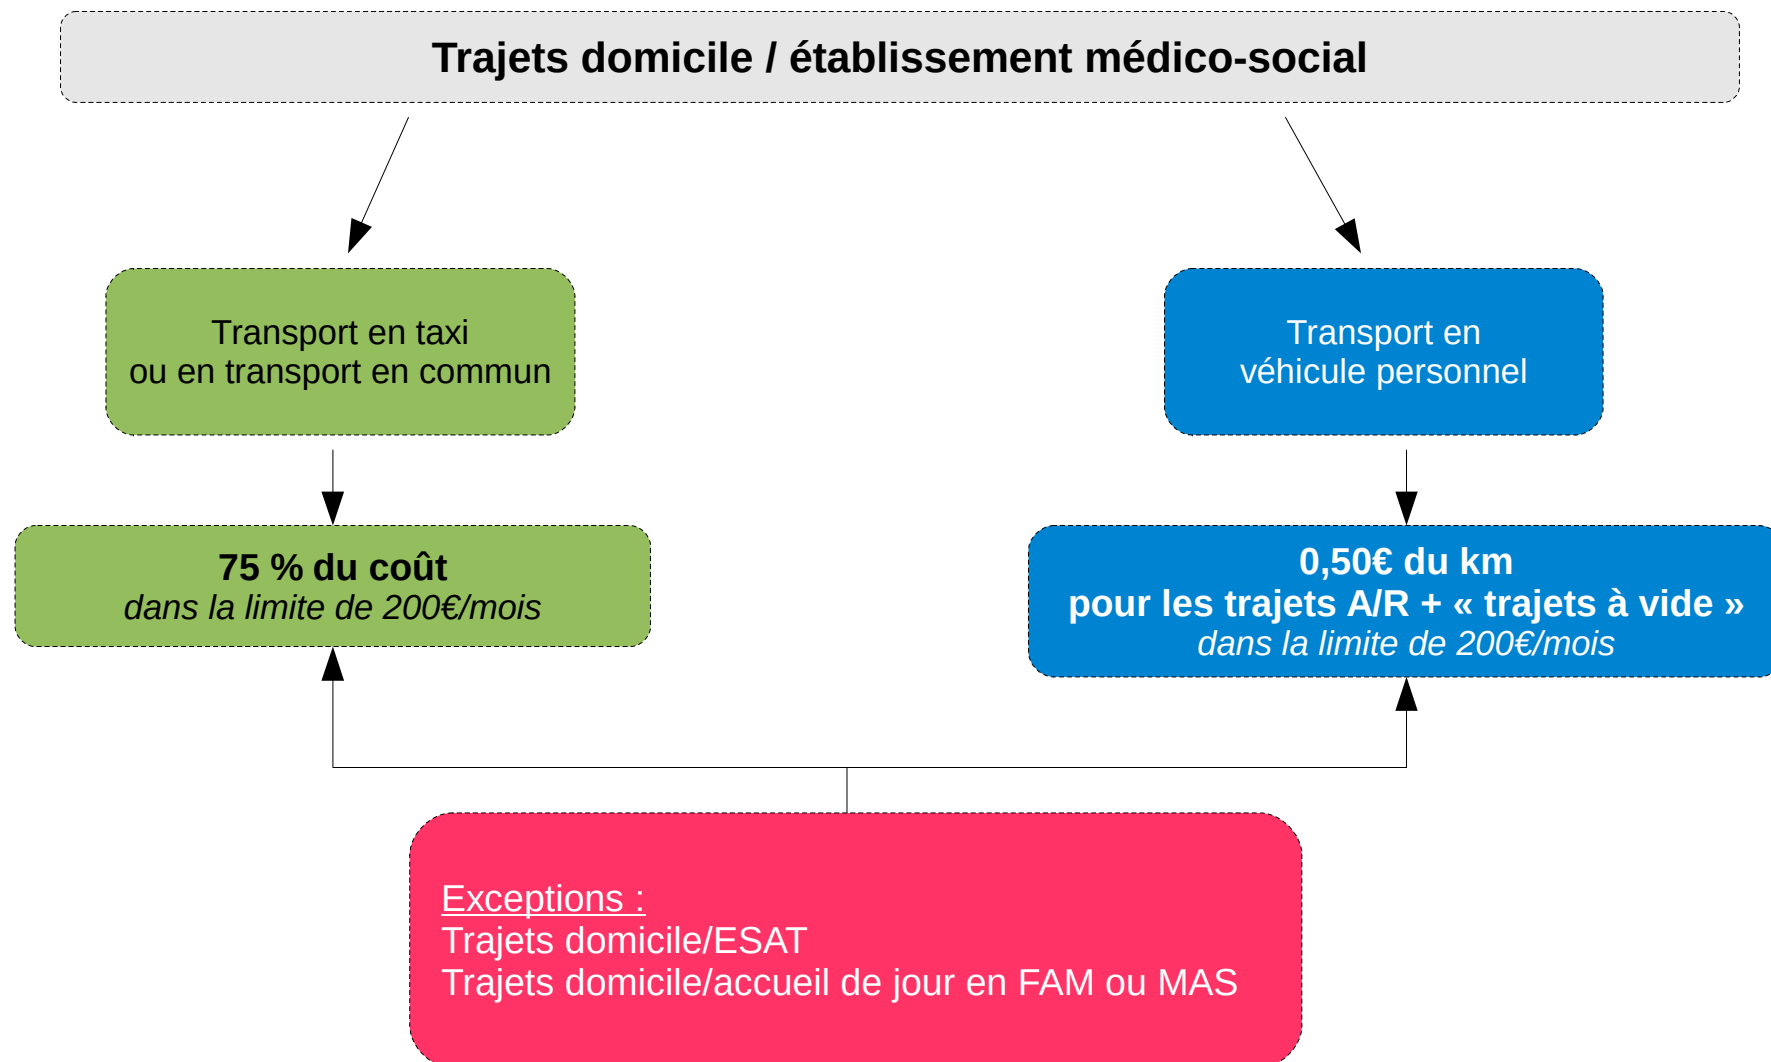 Trajets domicile / établissement médico-social
Transport en taxi
ou en transport en commun
Transport en
véhicule personnel
75 % du coût
dans la limite de 200€/mois
0,50€ du km
pour les trajets A/R + « trajets à vide »
dans la limite de 200€/mois
Exceptions :
Trajets domicile/ESAT
Trajets domicile/accueil de jour en FAM ou MAS